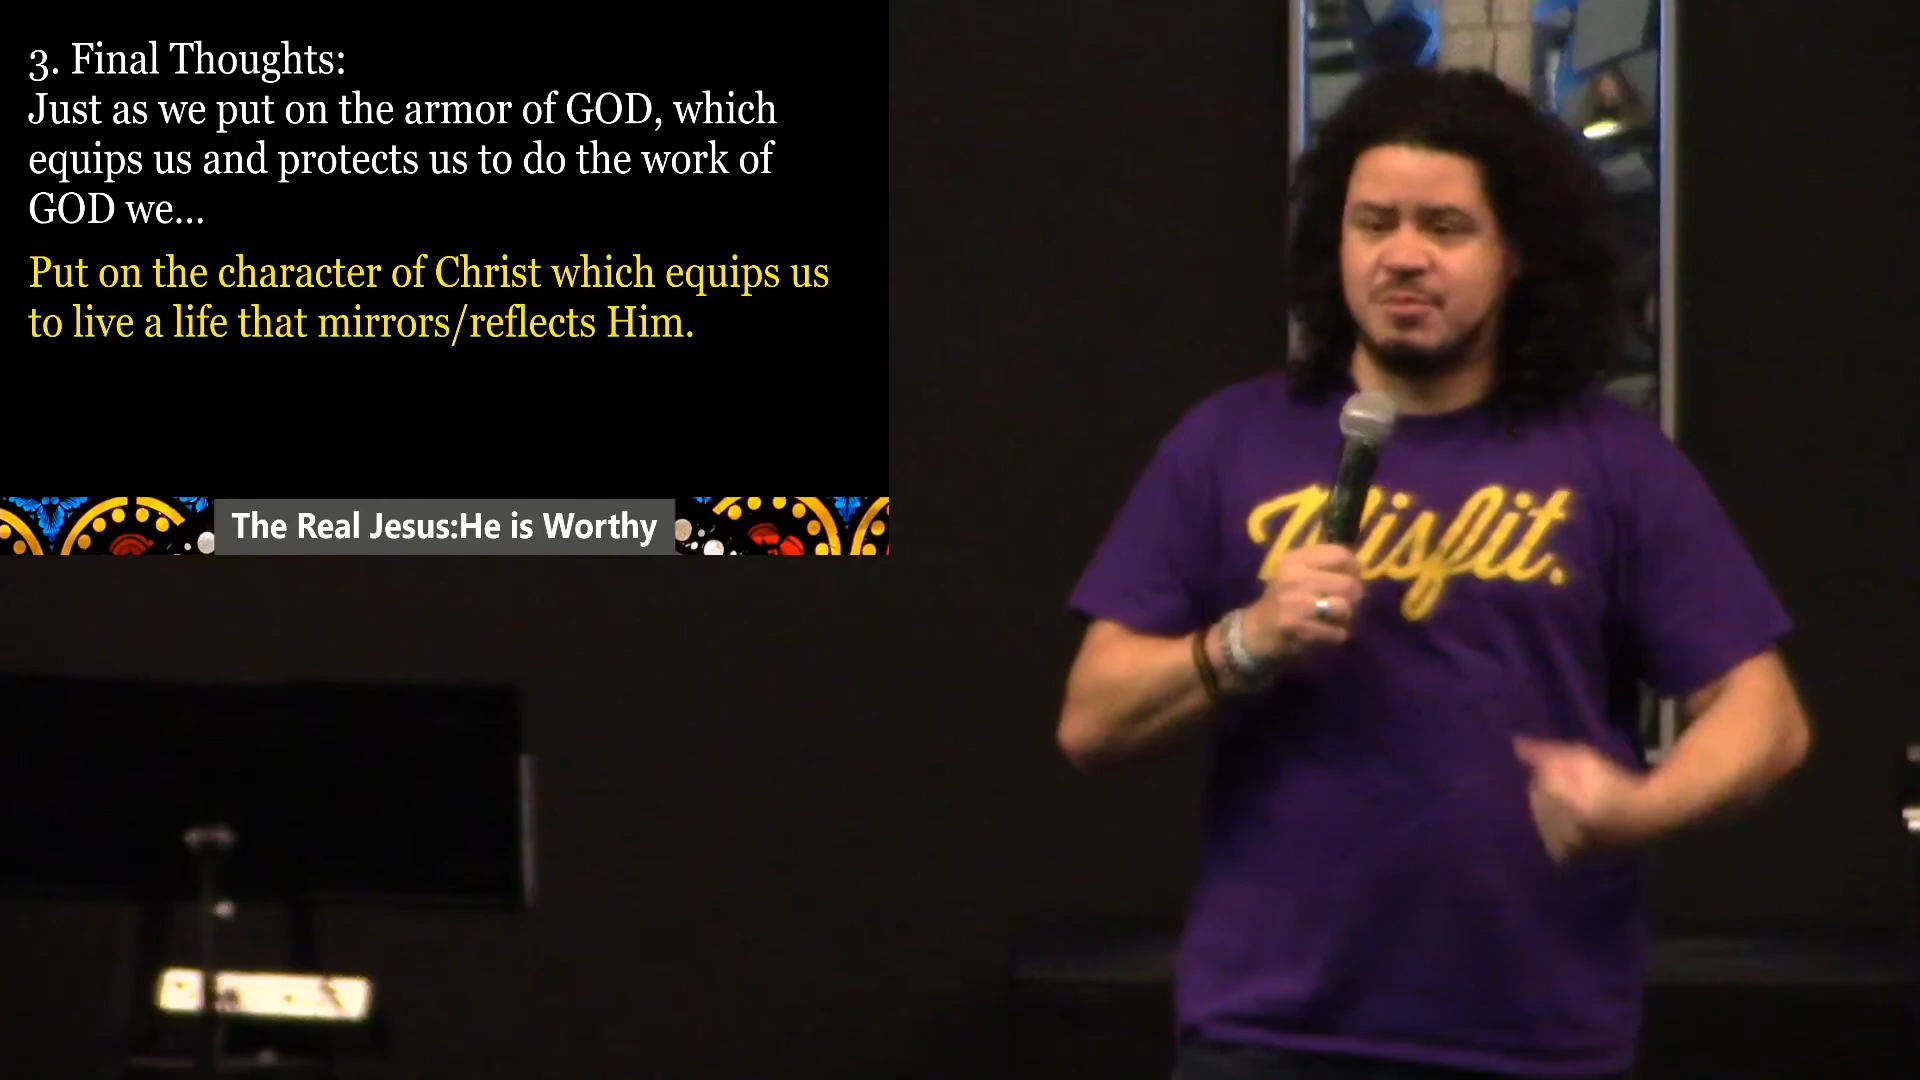 3. Final Thoughts:
Just as we put on the armor of GOD, which
equips us and protects us to do the work of
GOD we...
Put on the character of Christ which equips us
to live a life that mirrors/reflects Him.
The Real Jesus:He is Worthy
Misfit.